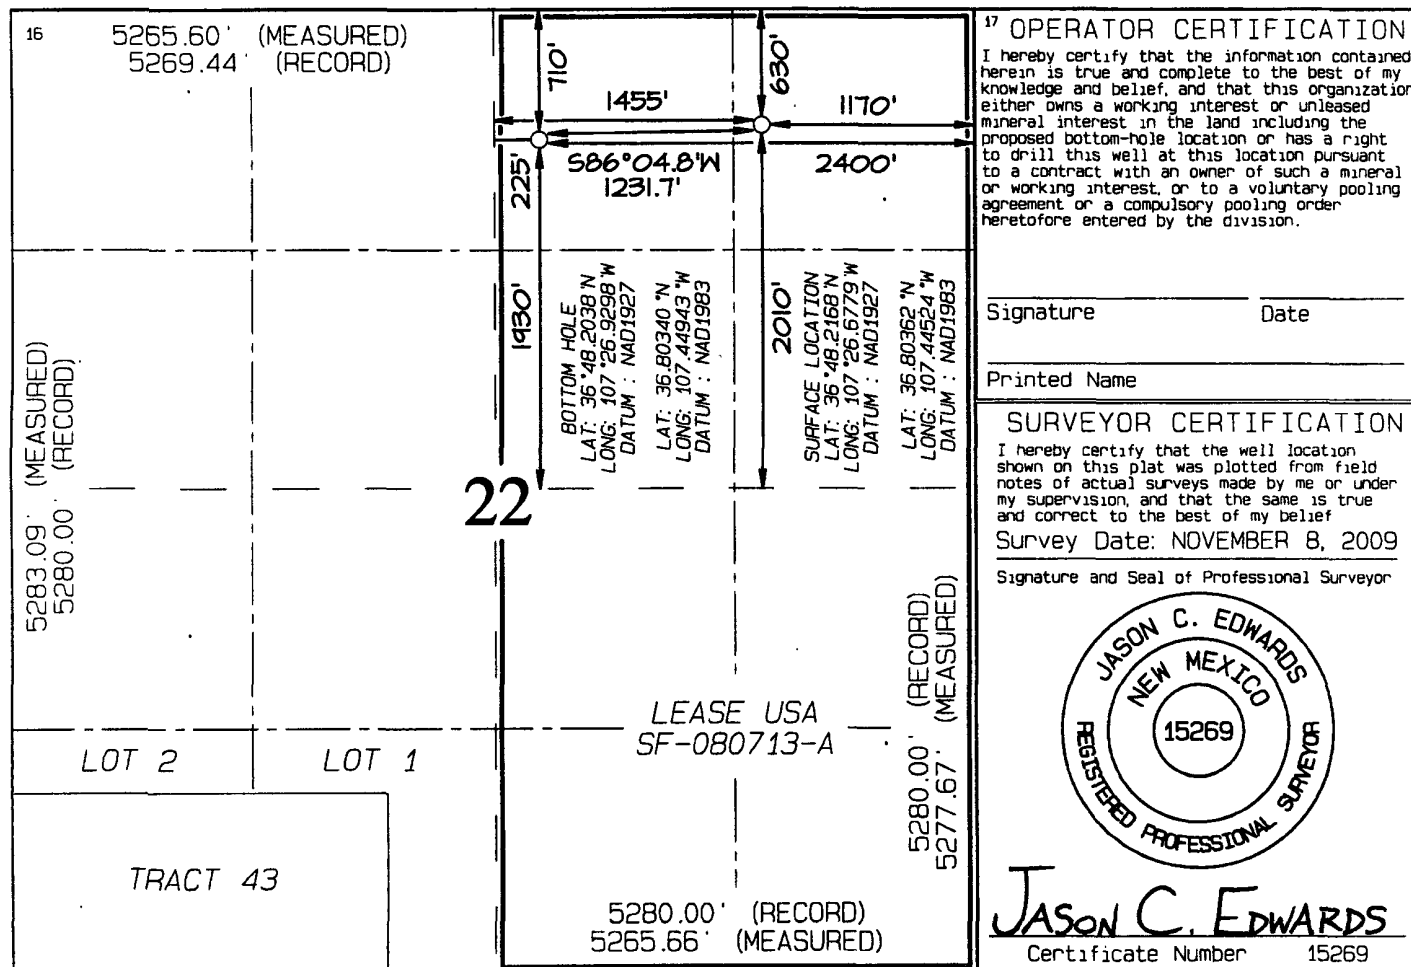 16
5265.60' (MEASURED)
5269.44' (RECORD)
710'
630'
1455'
1170'
S86°04.8'W
1231.7'
2400'
225'
1930'
2010'
BOTTOM HOLE
LAT: 36°48.2038'N
LONG: 107°26.9298'W
DATUM: NAD1927
LAT: 36.80340°N
LONG: 107.44943°W
DATUM: NAD1983
SURFACE LOCATION
LAT: 36°48.2168'N
LONG: 107°26.6779'W
DATUM: NAD1927
LAT: 36.80362°N
LONG: 107.44524°W
DATUM: NAD1983
5283.09' (MEASURED)
5280.00' (RECORD)
22
LEASE USA
SF-080713-A
5280.00' (RECORD)
5277.67' (MEASURED)
LOT 2
LOT 1
TRACT 43
5280.00' (RECORD)
5265.66' (MEASURED)
17 OPERATOR CERTIFICATION
I hereby certify that the information contained
herein is true and complete to the best of my
knowledge and belief, and that this organization
either owns a working interest or unleased
mineral interest in the land including the
proposed bottom-hole location or has a right
to drill this well at this location pursuant
to a contract with an owner of such a mineral
or working interest, or to a voluntary pooling
agreement or a compulsory pooling order
heretofore entered by the division.
Signature Date
Printed Name
SURVEYOR CERTIFICATION
I hereby certify that the well location
shown on this plat was plotted from field
notes of actual surveys made by me or under
my supervision, and that the same is true
and correct to the best of my belief
Survey Date: NOVEMBER 8, 2009
Signature and Seal of Professional Surveyor
JASON C. EDWARDS
NEW MEXICO
15269
REGISTERED PROFESSIONAL SURVEYOR
JASON C. EDWARDS
Certificate Number 15269